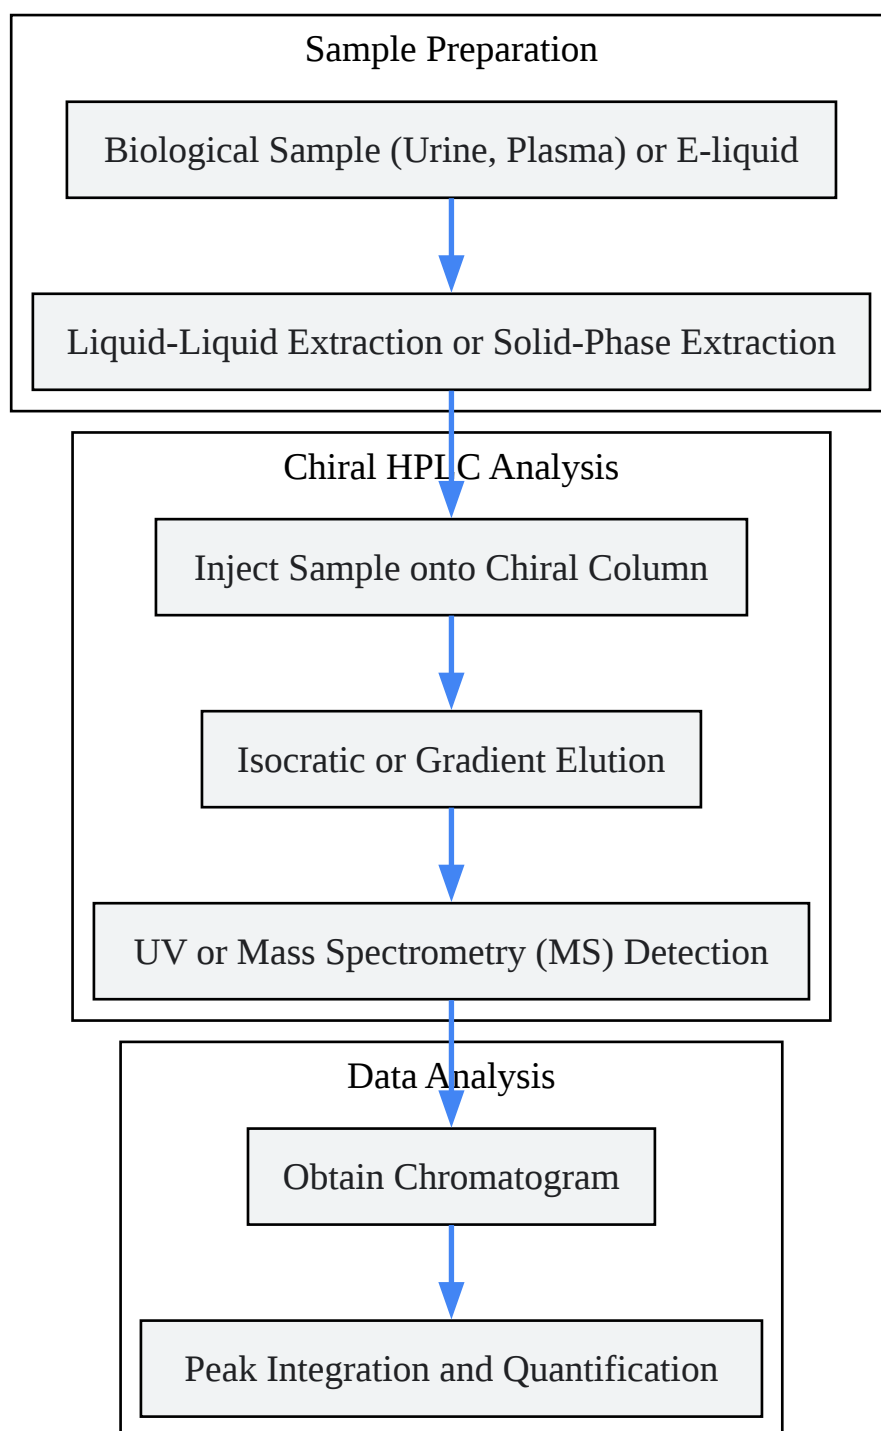 Sample Preparation
Biological Sample (Urine, Plasma) or E-liquid
Liquid-Liquid Extraction or Solid-Phase Extraction
Chiral HPLC Analysis
Inject Sample onto Chiral Column
Isocratic or Gradient Elution
UV or Mass Spectrometry (MS) Detection
Data Analysis
Obtain Chromatogram
Peak Integration and Quantification